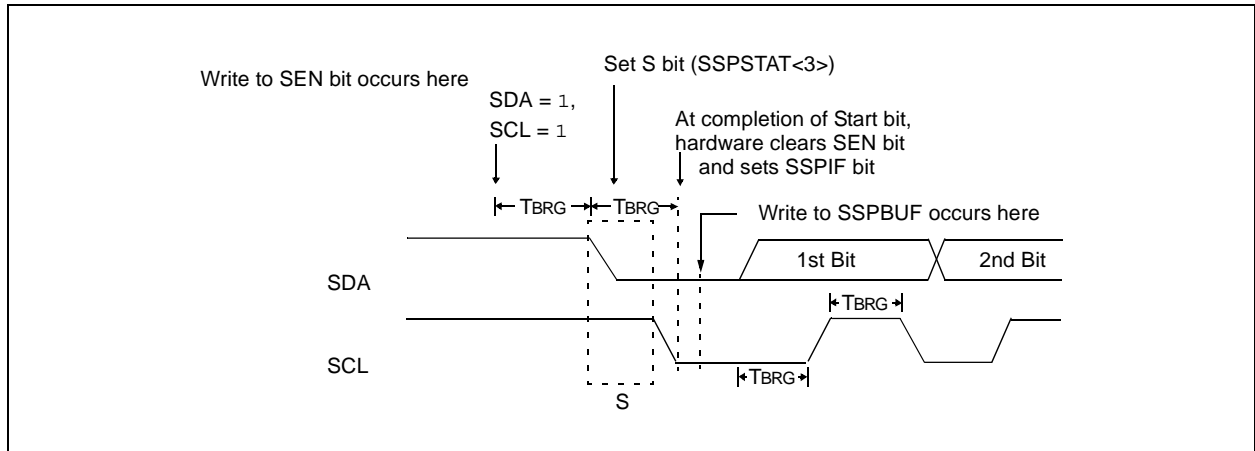 Write to SEN bit occurs here
Set S bit (SSPSTAT<3>)
SDA = 1,
SCL = 1
At completion of Start bit,
hardware clears SEN bit
and sets SSPIF bit
TBRG
TBRG
Write to SSPBUF occurs here
SDA
1st Bit
2nd Bit
TBRG
SCL
TBRG
S